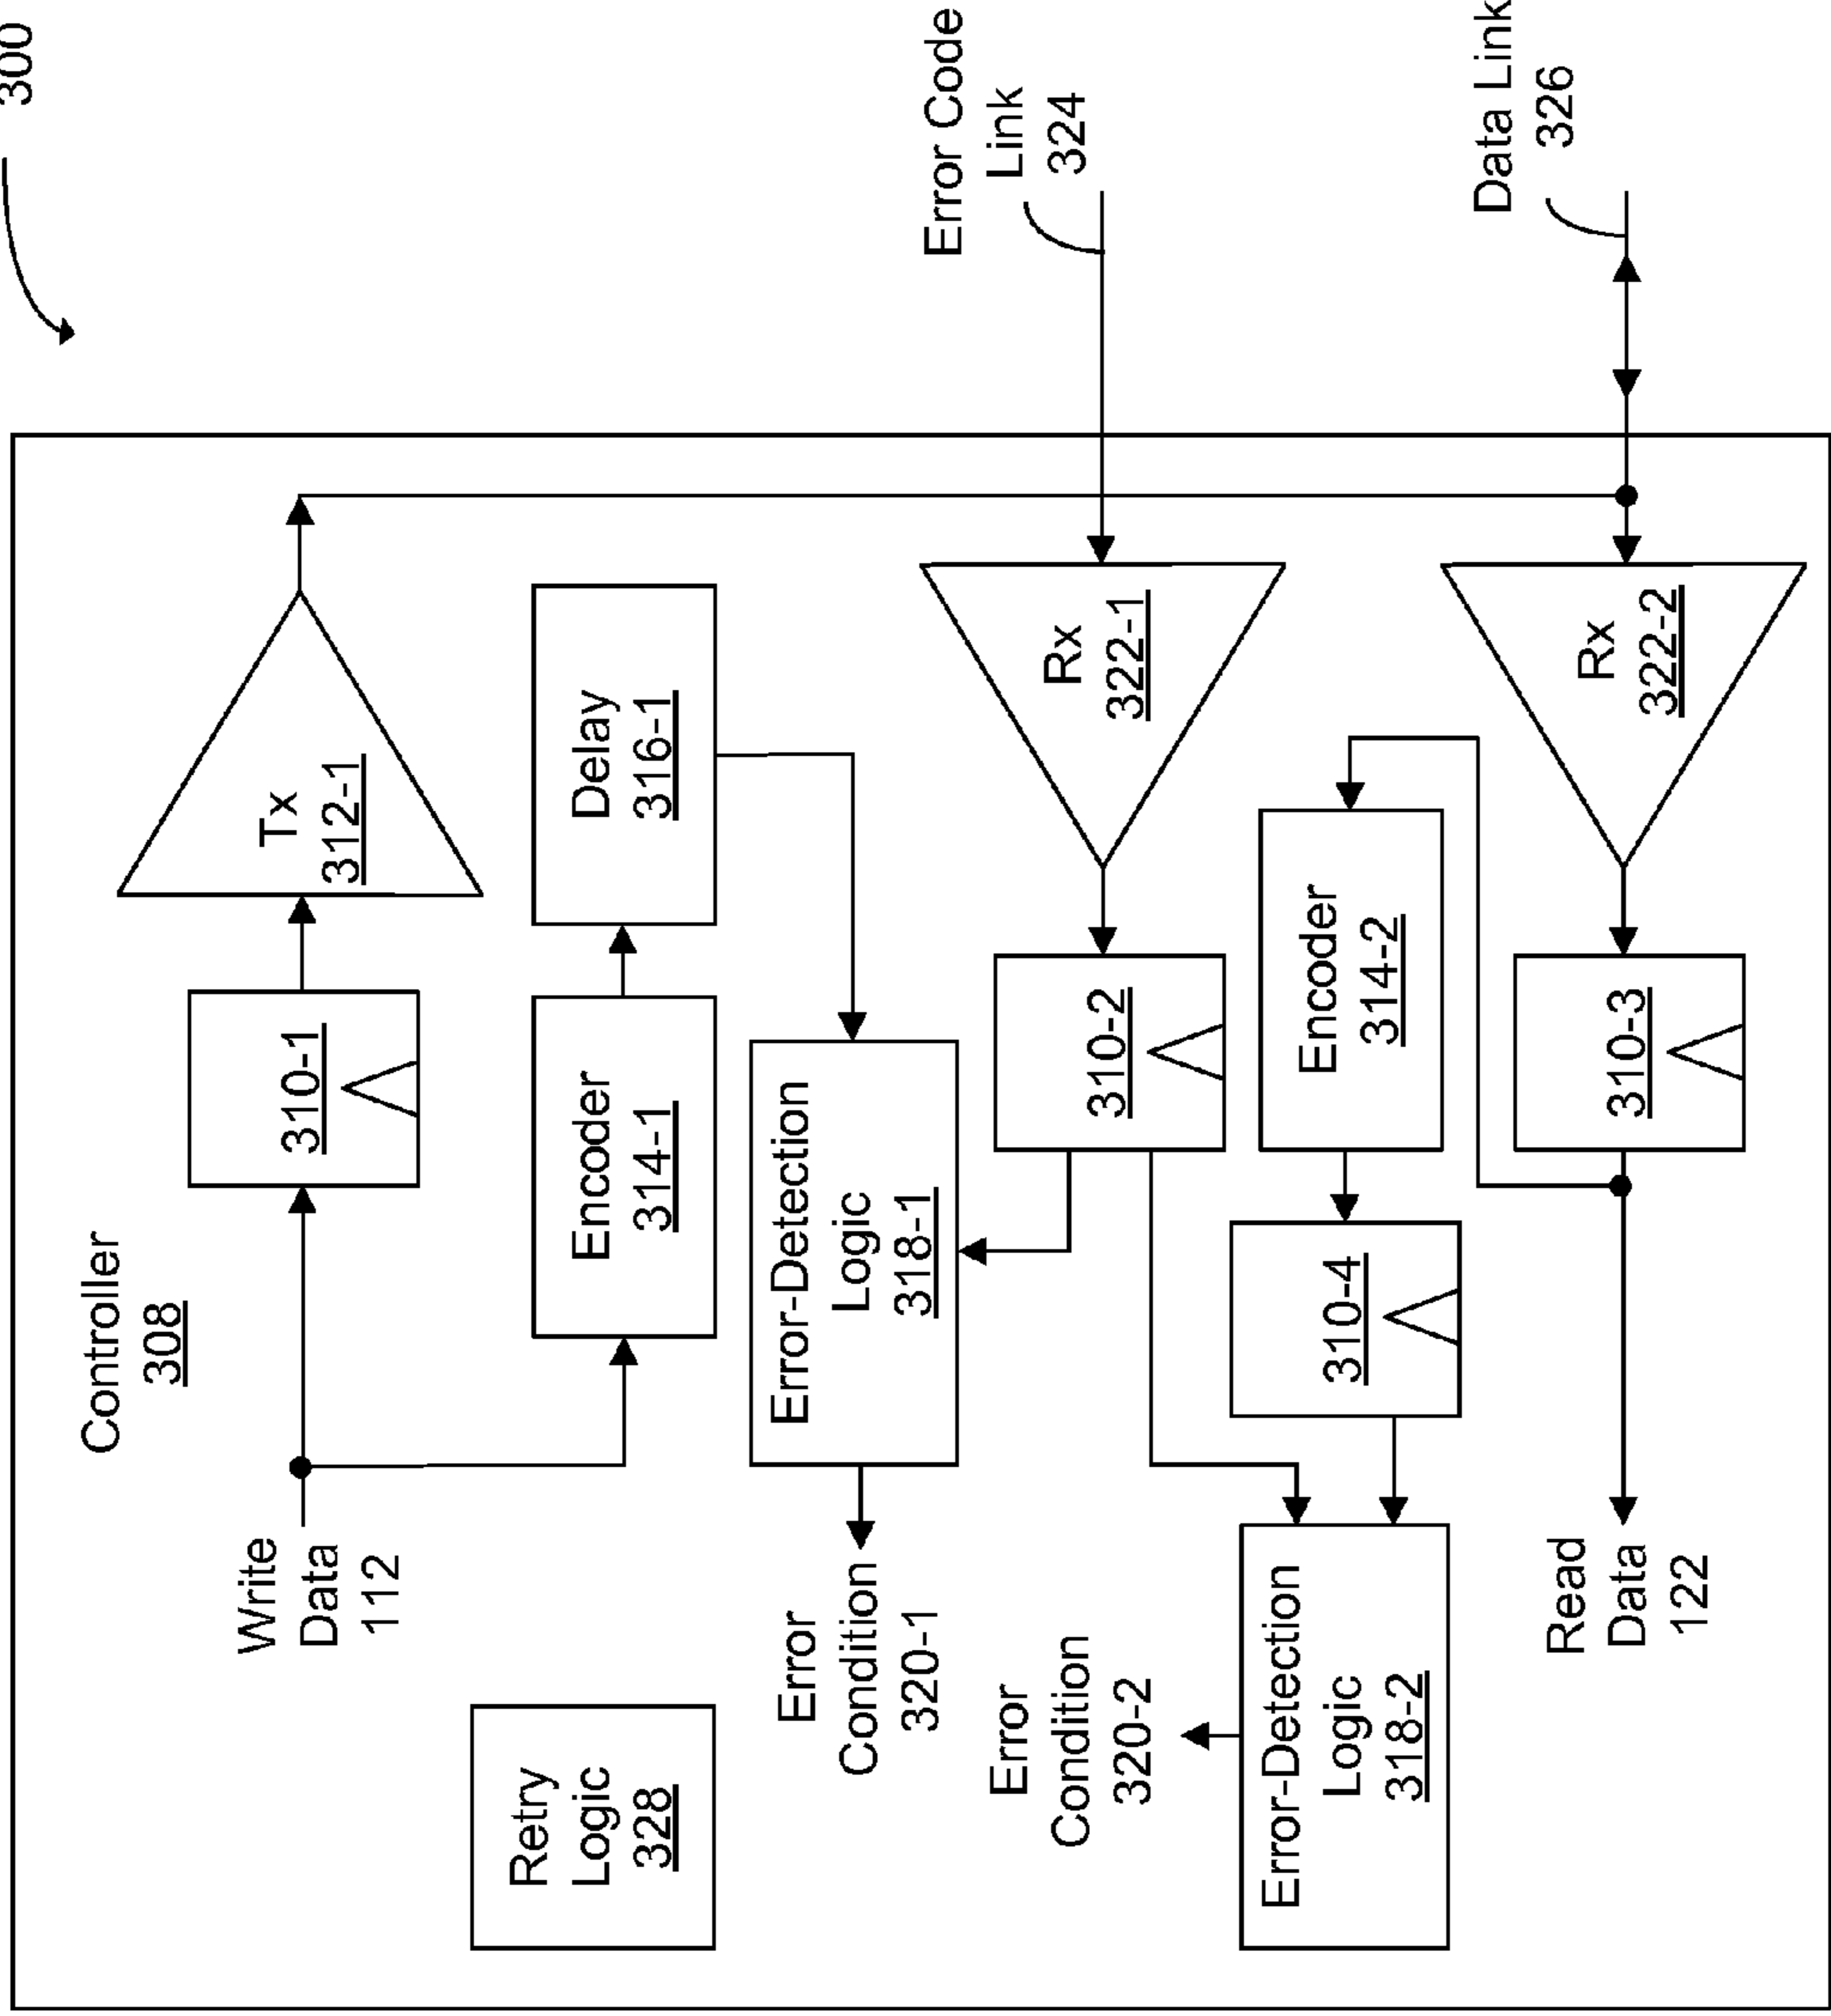 300
Controller
308
Write
Data
112
310-1
Tx
312-1
Retry
Logic
328
Encoder
314-1
Delay
316-1
Error
Condition
320-1
Error-Detection
Logic
318-1
Error Code
Link
324
Error
Condition
320-2
310-2
Rx
322-1
Error-Detection
Logic
318-2
310-4
Encoder
314-2
Data Link
326
Read
Data
122
310-3
Rx
322-2